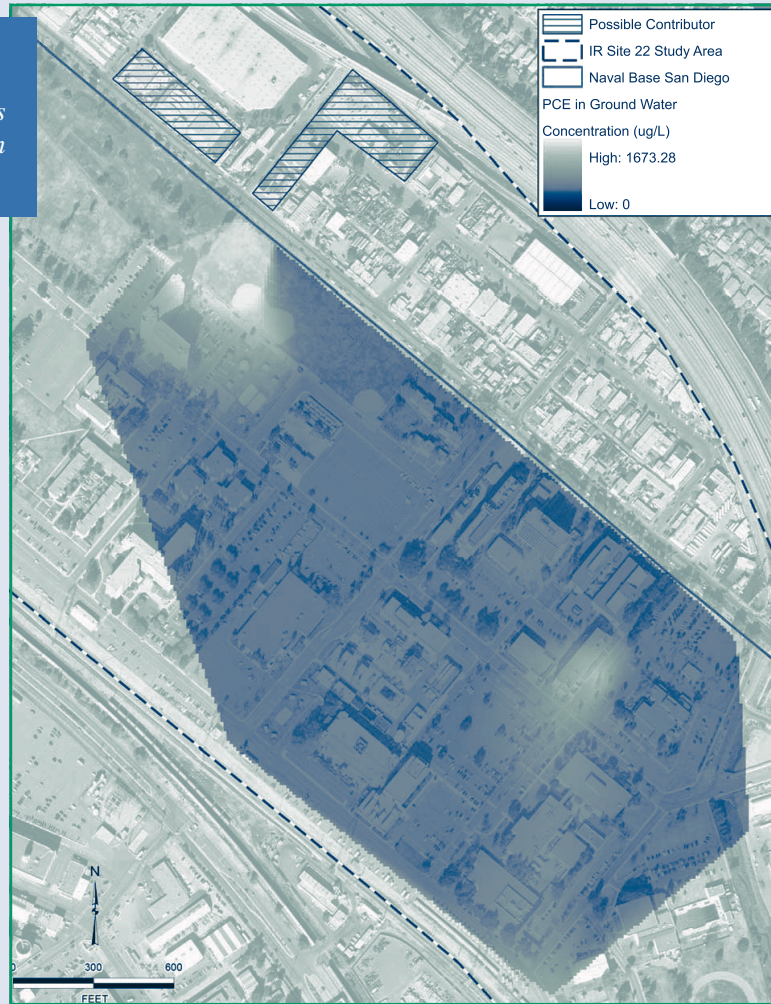 s
n
Possible Contributor
IR Site 22 Study Area
Naval Base San Diego
PCE in Ground Water
Concentration (ug/L)
High: 1673.28
Low: 0
N
0 300 600
FEET